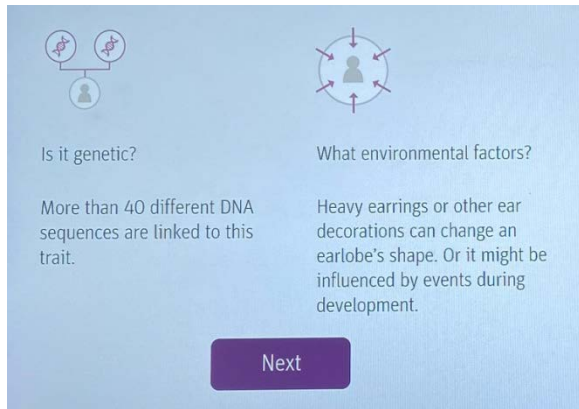 Is it genetic?
More than 40 different DNA
sequences are linked to this
trait.
What environmental factors?
Heavy earrings or other ear
decorations can change an
earlobe's shape. Or it might be
influenced by events during
development.
Next